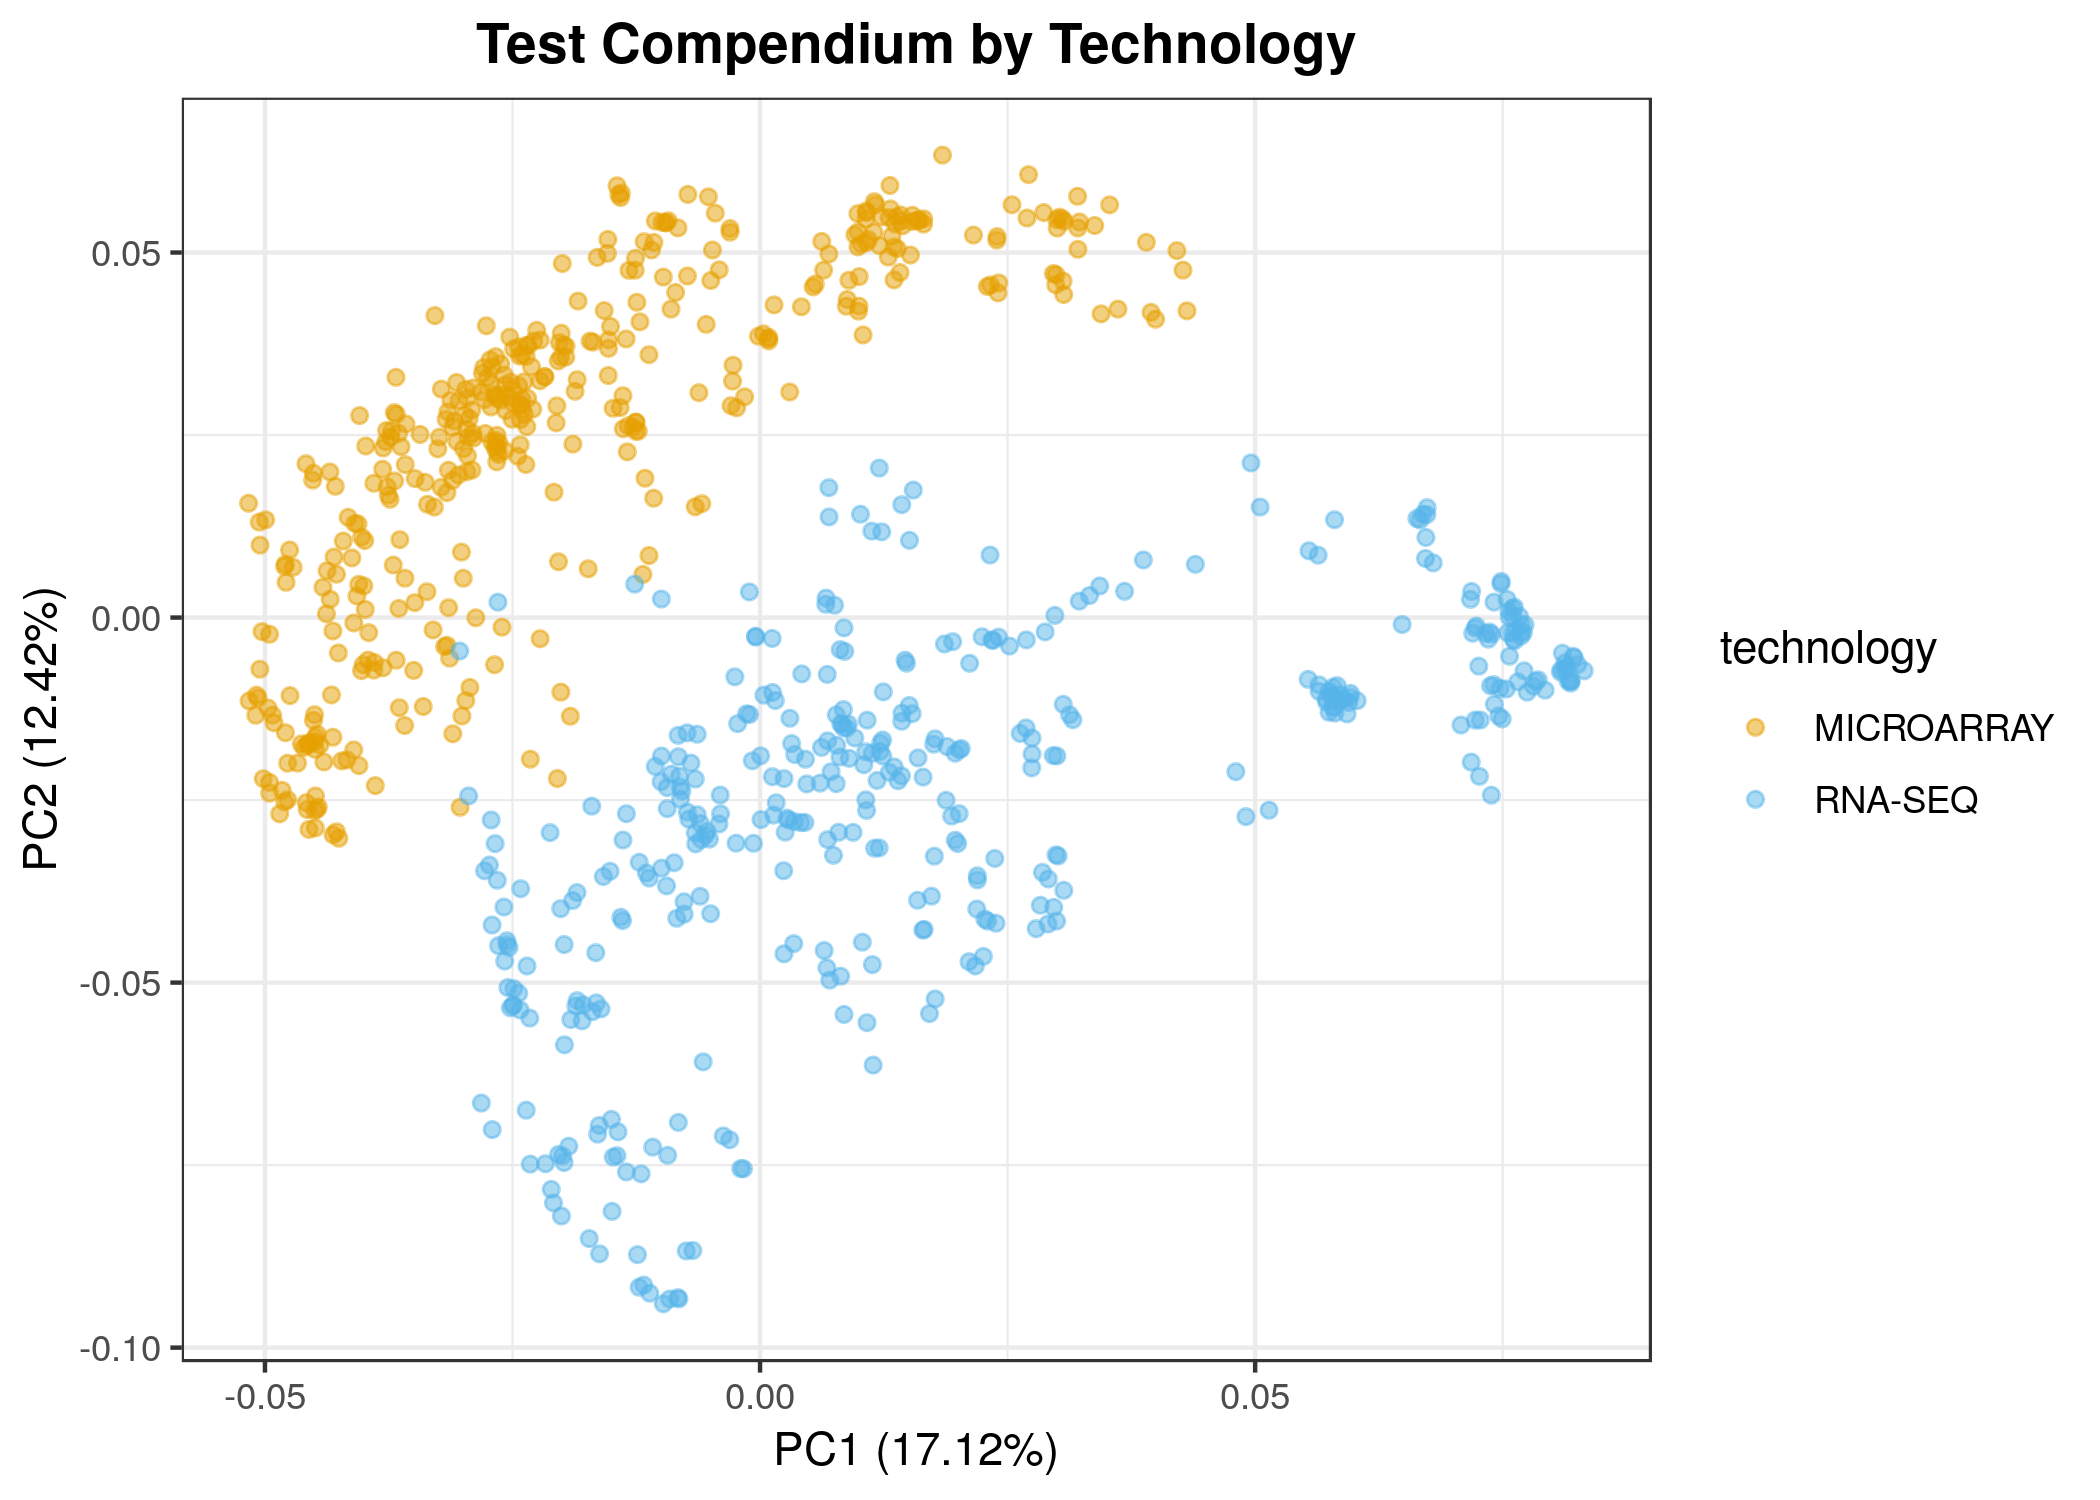 Test Compendium by Technology
0.05
0.00
-0.05
-0.10
PC2 (12.42%)
-0.05
0.00
0.05
PC1 (17.12%)
technology
MICROARRAY
RNA-SEQ